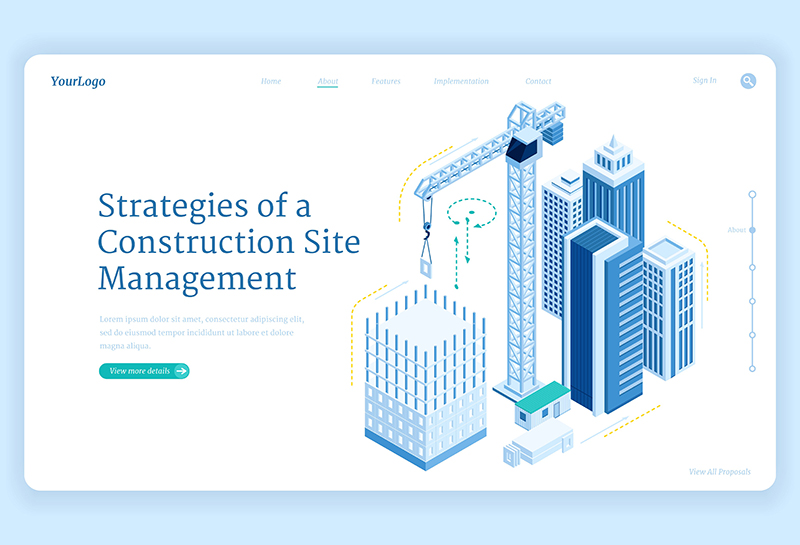 YourLogo
Home
About
Features
Implementation
Contact
Sign In
Strategies of a
Construction Site
Management
Lorem ipsum dolor sit amet, consectetur adipiscing elit,
sed do eiusmod tempor incididunt ut labore et dolore
magna aliqua.
View more details
About
View All Proposals